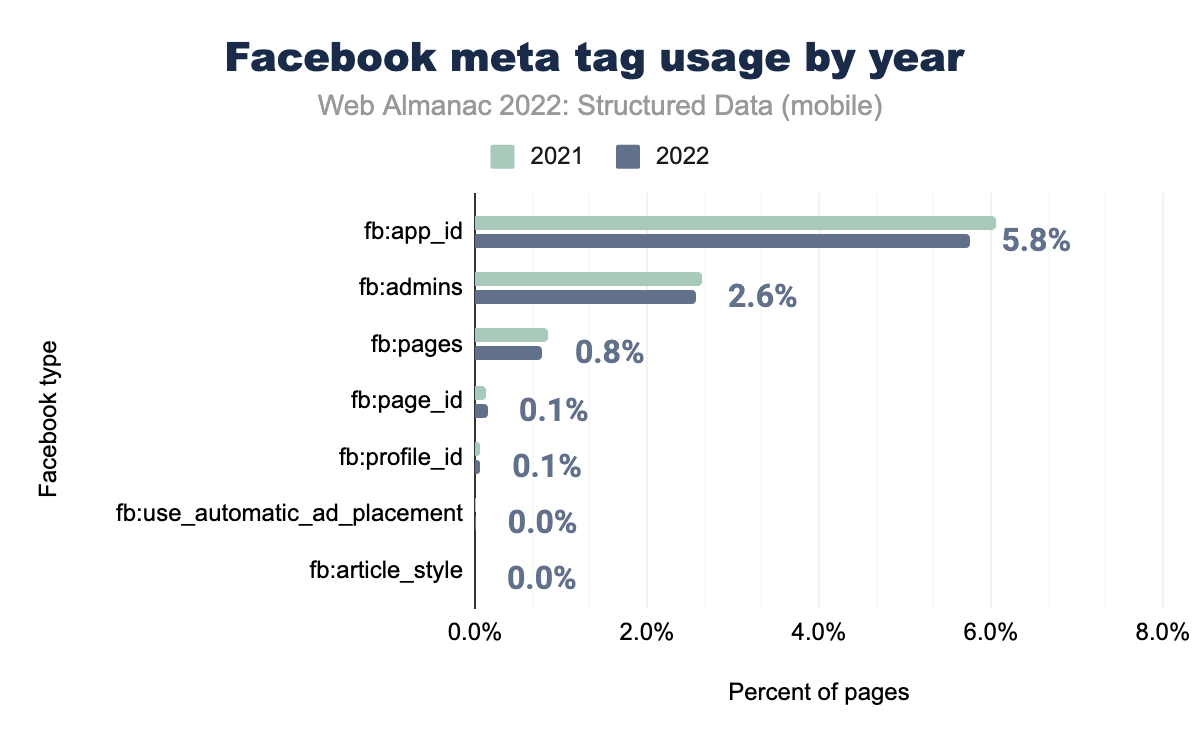 Facebook meta tag usage by year
Web Almanac 2022: Structured Data (mobile)
2021 2022
Facebook type
fb:app_id 5.8%
fb:admins 2.6%
fb:pages 0.8%
fb:page_id 0.1%
fb:profile_id 0.1%
fb:use_automatic_ad_placement 0.0%
fb:article_style 0.0%
0.0% 2.0% 4.0% 6.0% 8.0%
Percent of pages